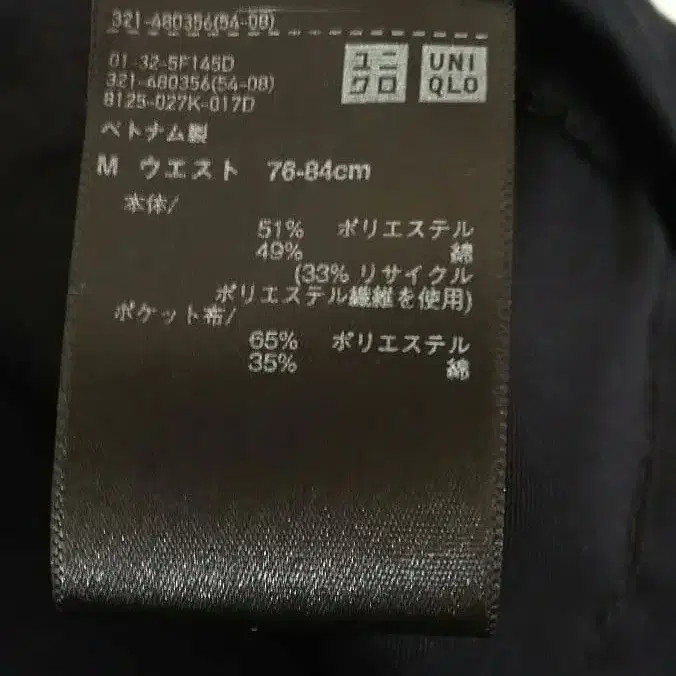 321-480356(54-08)
01-32-5F145D
321-480356(54-08)
8125-027K-017D
ユニ
クロ
UNI
QLO
ベトナム製
M ウエスト 76-84cm
本体/
51% ポリエステル
49% 綿
(33% リサイクル
ポリエステル繊維を使用)
ポケット布/
65% ポリエステル
35% 綿